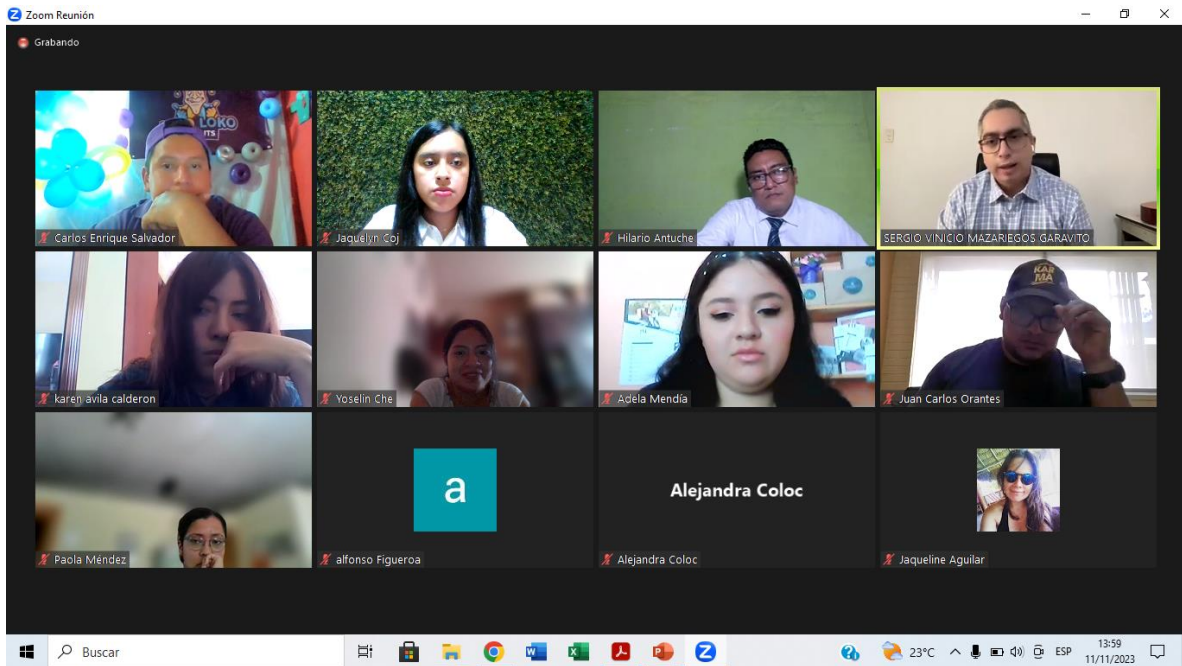 Zoom Reunión
Grabando
LOKO
Carlos Enrique Salvador
Jaquelyn Coj
Hilario Antuche
SERGIO VINICIO MAZARIEGOS GARAVITO
karen avila calderon
Yoselin Che
Adela Mendía
KAR
MA
Juan Carlos Orantes
Paola Méndez
a
alfonso Figueroa
Alejandra Coloc
Alejandra Coloc
Jaqueline Aguilar
Buscar
23°C
ESP
13:59
11/11/2023